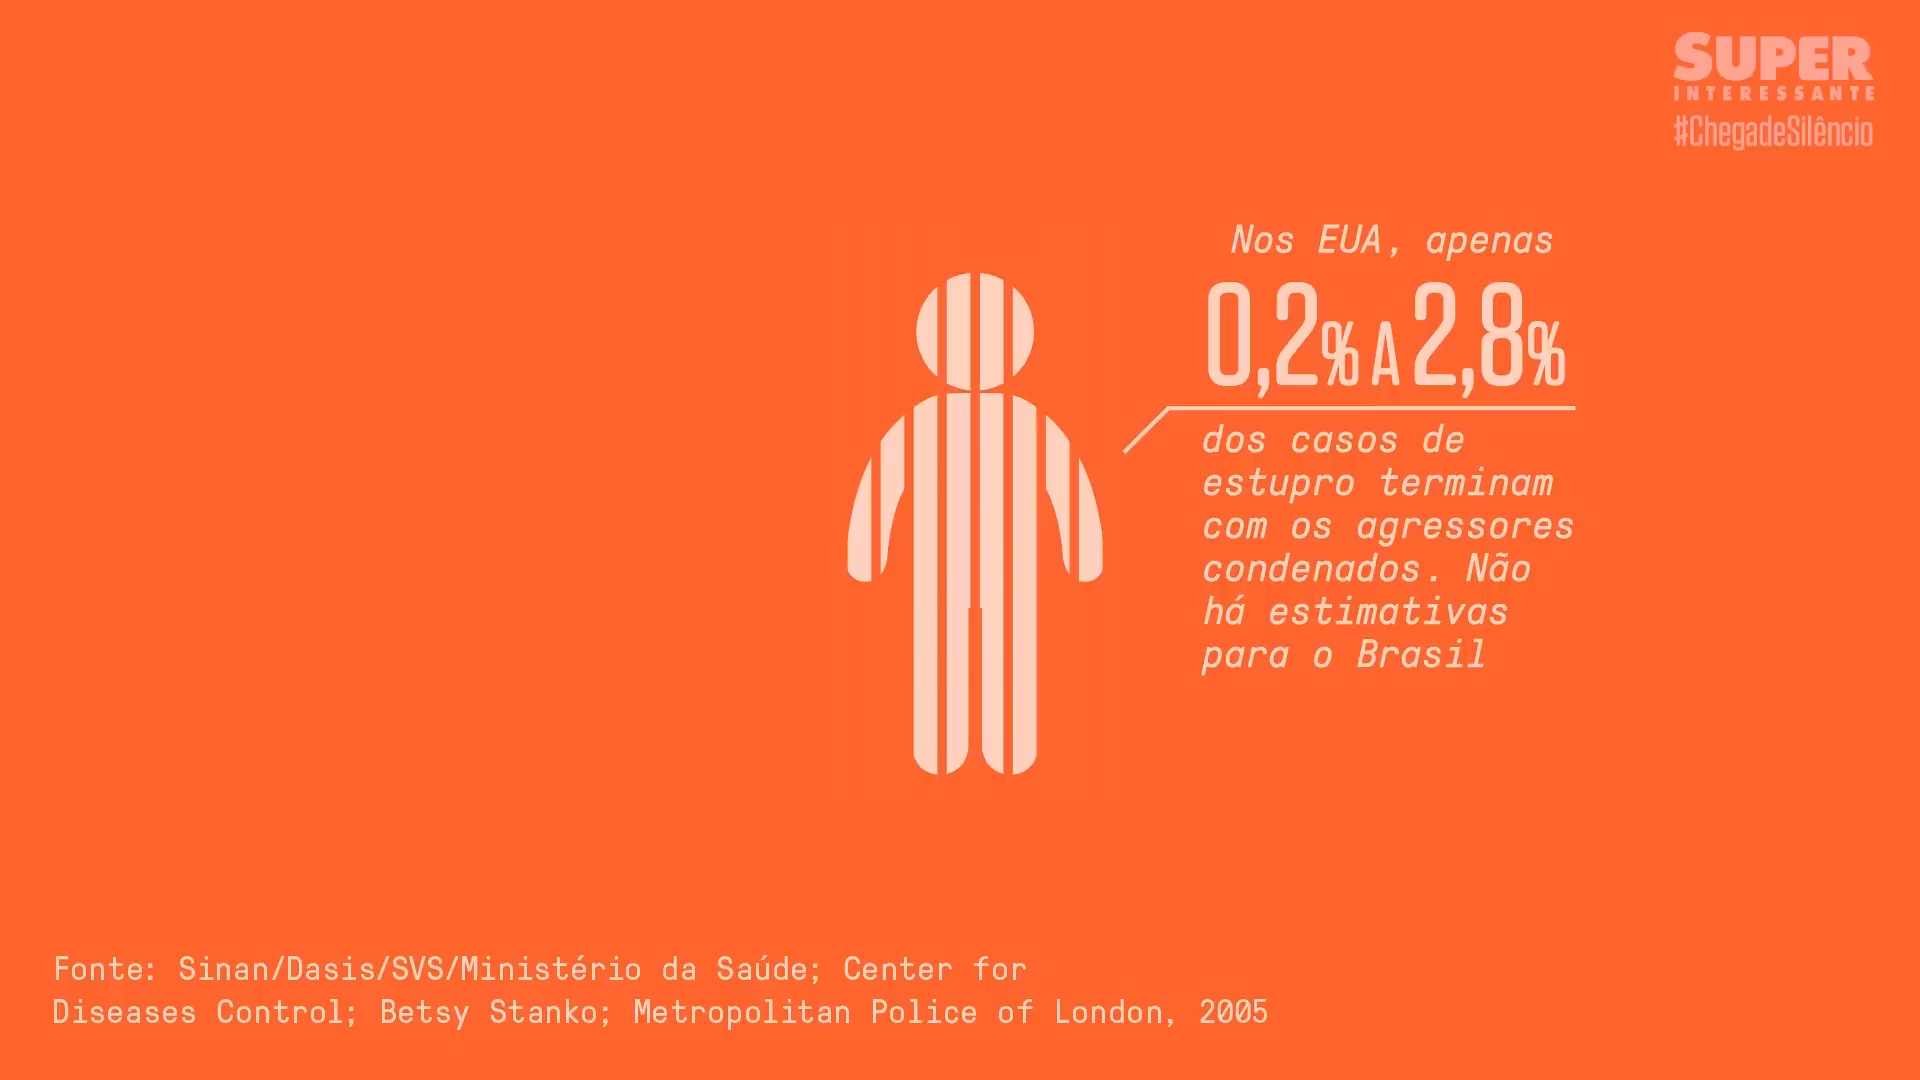 SUPER
INTERESSANTE
#ChegadeSilêncio
Nos EUA, apenas
0,2% A 2,8%
dos casos de
estupro terminam
com os agressores
condenados. Não
há estimativas
para o Brasil
Fonte: Sinan/Dasis/SVS/Ministério da Saúde; Center for
Diseases Control; Betsy Stanko; Metropolitan Police of London, 2005